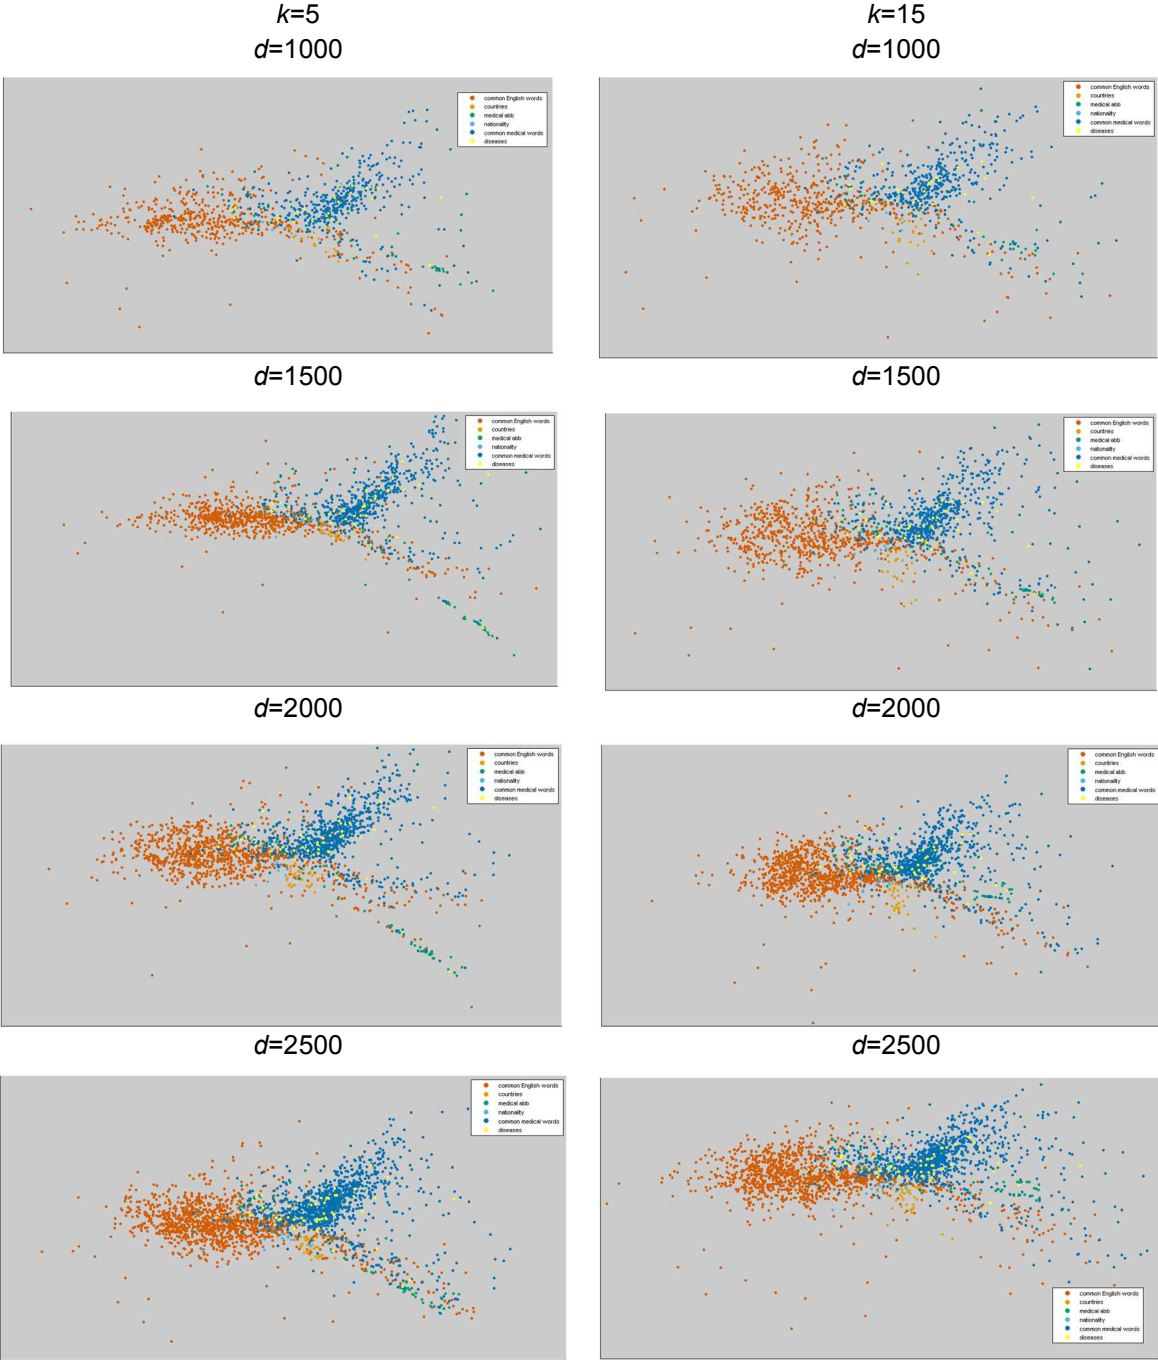 k=5
k=15
d=1000
d=1000
common English words
countries
medical abb
nationality
common medical words
diseases
common English words
countries
medical abb
nationality
common medical words
diseases
d=1500
d=1500
common English words
countries
medical abb
nationality
common medical words
diseases
common English words
countries
medical abb
nationality
common medical words
diseases
d=2000
d=2000
common English words
countries
medical abb
nationality
common medical words
diseases
common English words
countries
medical abb
nationality
common medical words
diseases
d=2500
d=2500
common English words
countries
medical abb
nationality
common medical words
diseases
common English words
countries
medical abb
nationality
common medical words
diseases